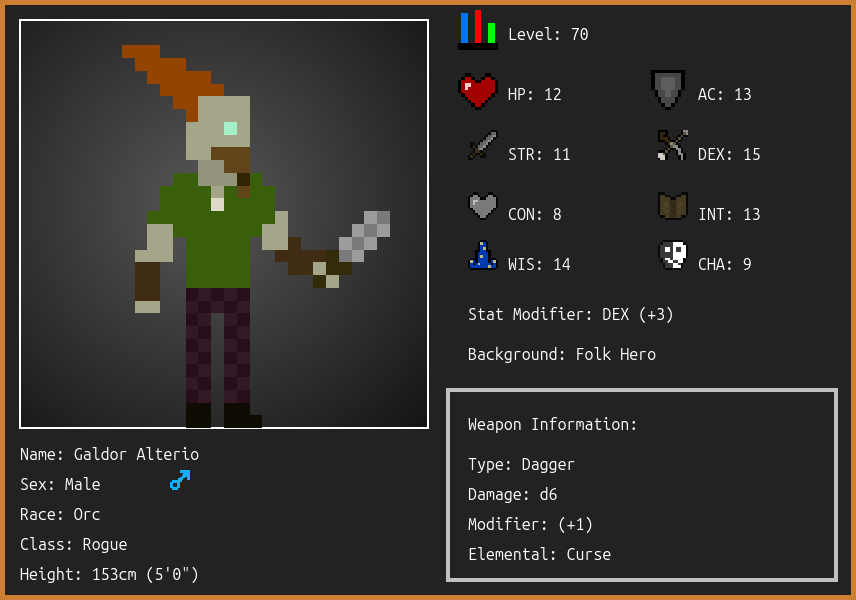 Level: 70
HP: 12
AC: 13
STR: 11
DEX: 15
CON: 8
INT: 13
WIS: 14
CHA: 9
Stat Modifier: DEX (+3)
Background: Folk Hero
Weapon Information:
Type: Dagger
Damage: d6
Modifier: (+1)
Elemental: Curse
Name: Galdor Alterio
Sex: Male
Race: Orc
Class: Rogue
Height: 153cm (5'0")